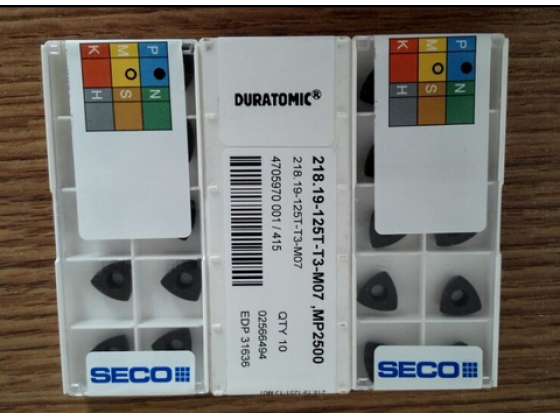 P M K
N S H
SECO
DURATOMIC®
218.19-125T-T3-M07 ,MP2500
218.19-125T-T3-M07
4705970 001 / 415
QTY 10
02566494
EDP 31636
P M K
N S H
SECO